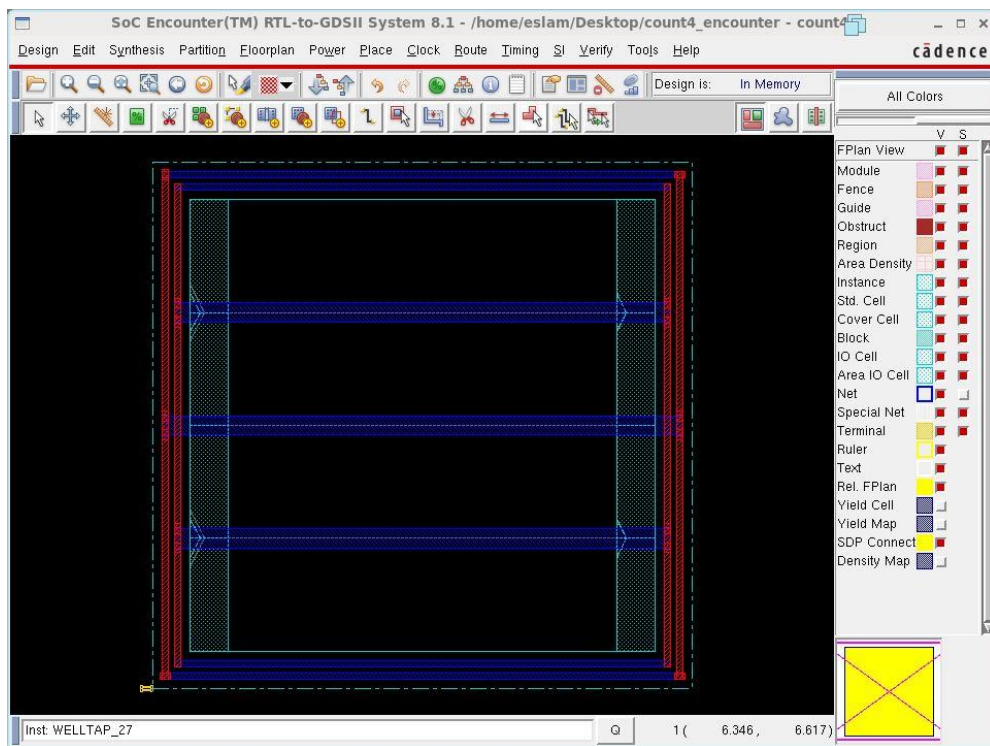 SoC Encounter(TM) RTL-to-GDSII System 8.1 - /home/eslam/Desktop/count4_encounter - count4
Design Edit Synthesis Partition Floorplan Power Place Clock Route Timing SI Verify Tools Help
cādence
Design is: In Memory
All Colors
V S
FPlan View
Module
Fence
Guide
Obstruct
Region
Area Density
Instance
Std. Cell
Cover Cell
Block
IO Cell
Area IO Cell
Net
Special Net
Terminal
Ruler
Text
Rel. FPlan
Yield Cell
Yield Map
SDP Connect
Density Map
Inst: WELLTAP_27
Q
1( 6.346, 6.617)